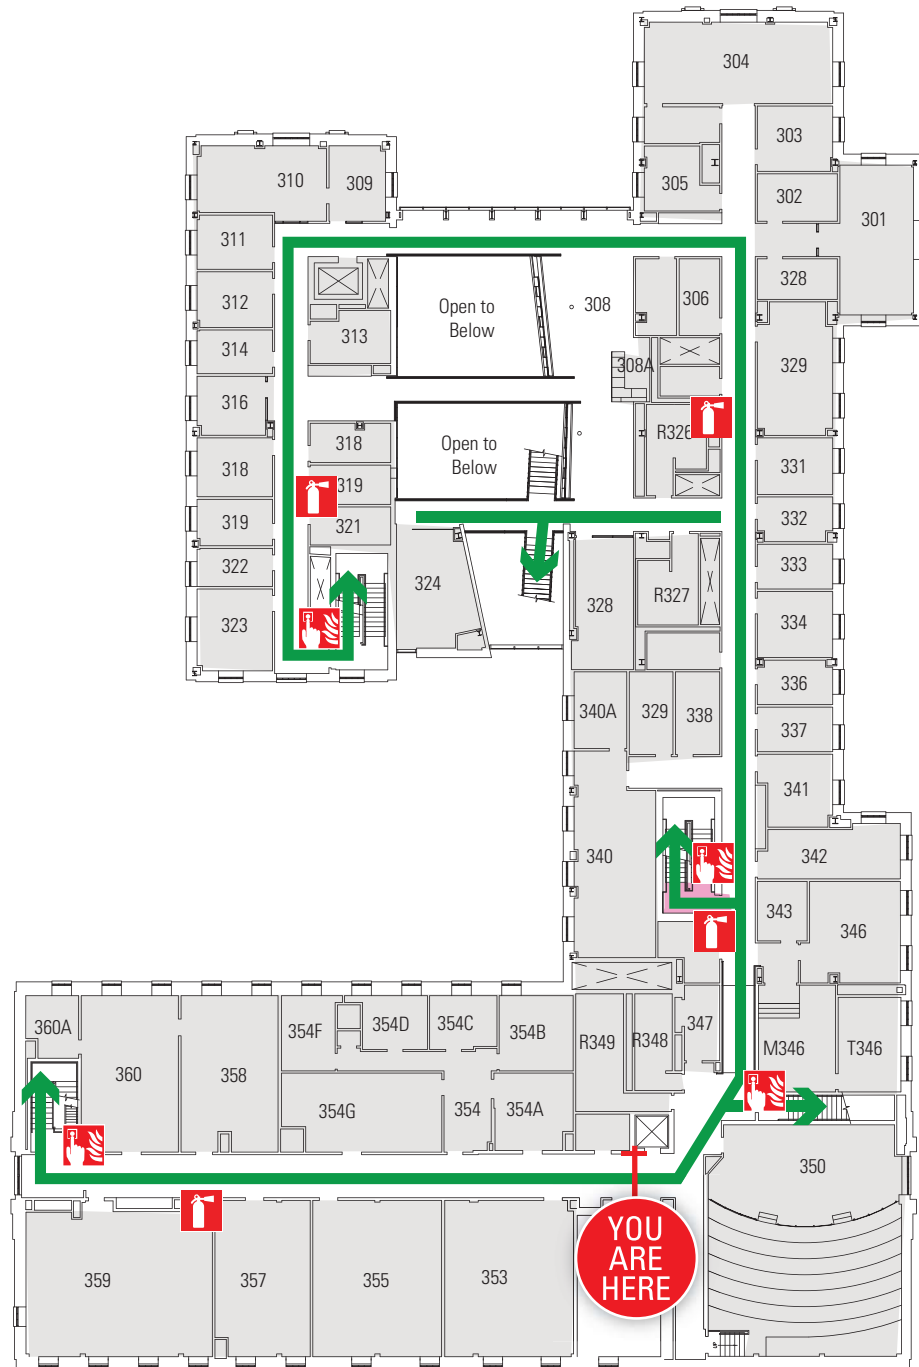 304
303
305
302
301
310
309
311
328
312
Open to
Below
308
306
313
314
308A
329
316
R326
318
318
Open to
Below
331
319
319
332
321
322
324
333
328
R327
323
334
336
340A
329
338
337
341
340
342
343
346
360A
354F
354D
354C
354B
R349
R348
347
M346
T346
360
358
354G
354
354A
350
YOU
ARE
HERE
359
357
355
353